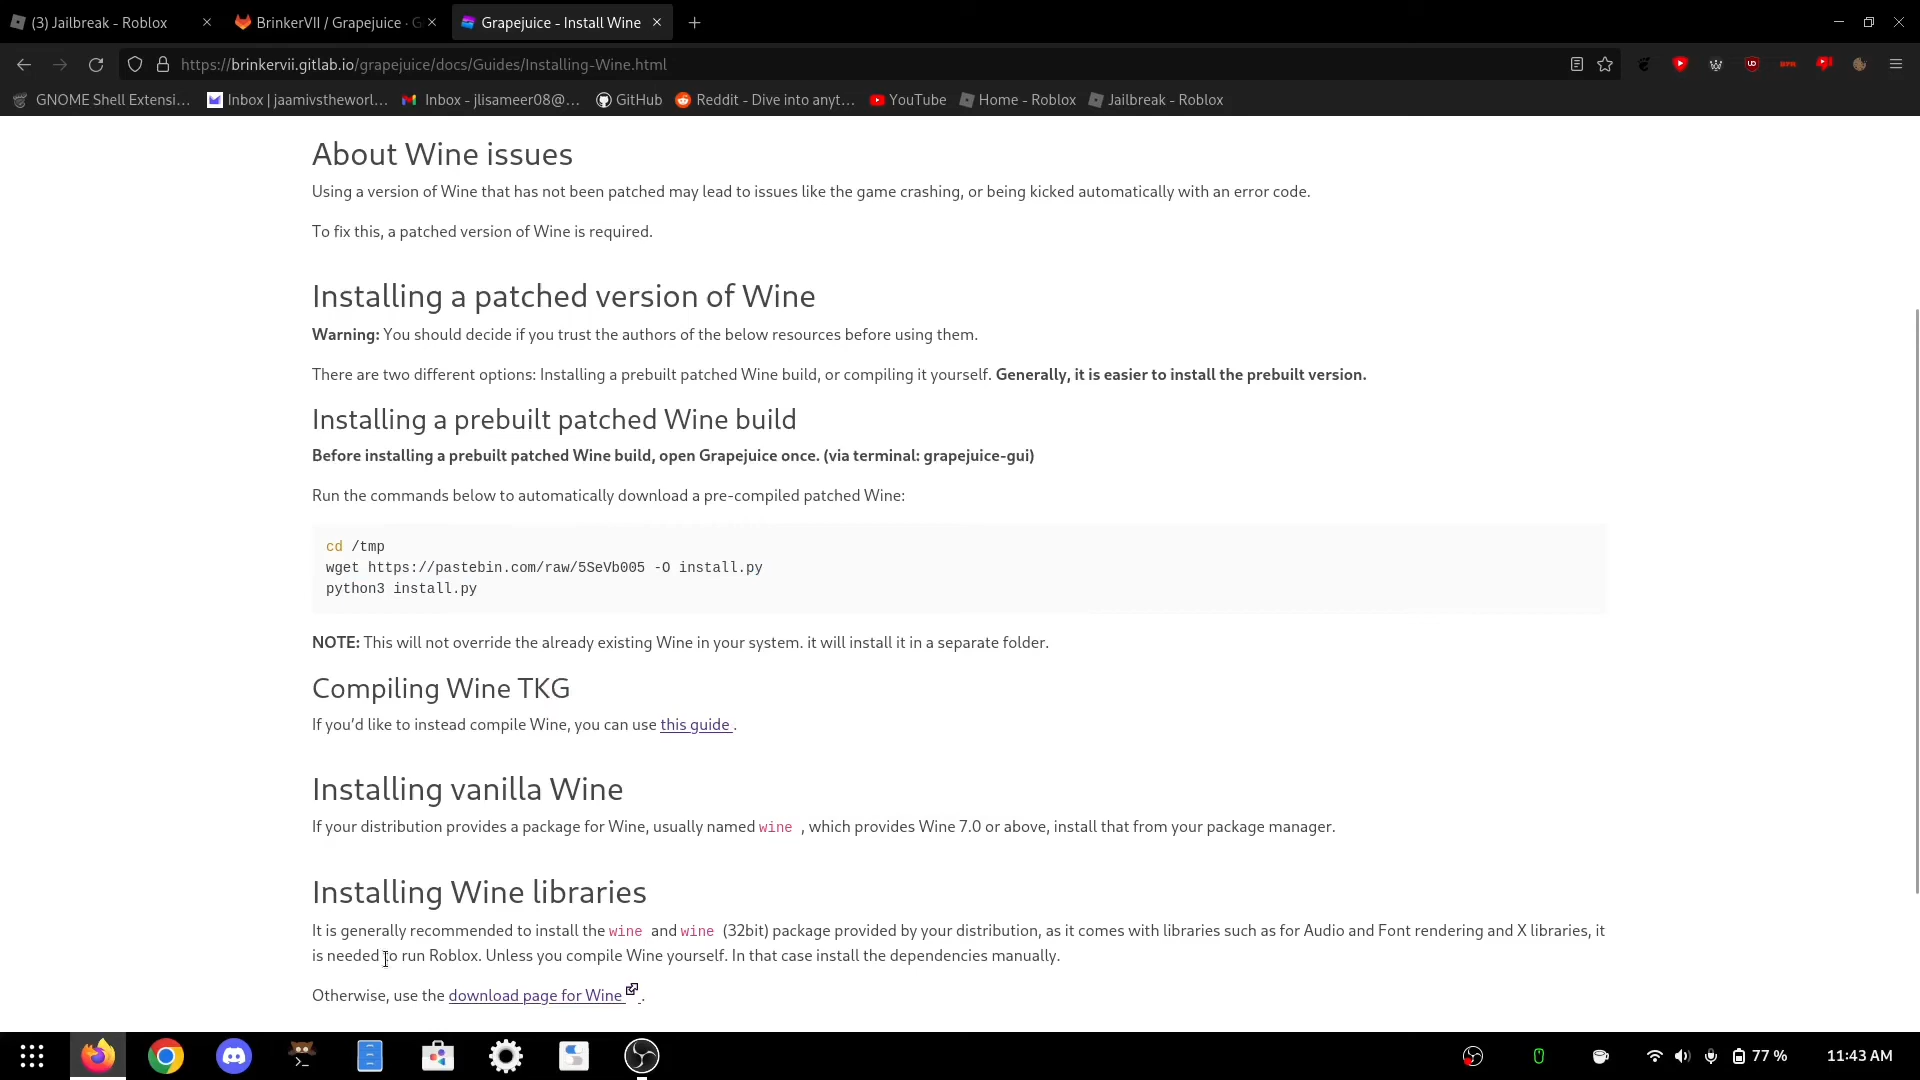 (3) Jailbreak - Roblox
BrinkerVII / Grapejuice · G
Grapejuice - Install Wine
https://brinkervii.gitlab.io/grapejuice/docs/Guides/Installing-Wine.html
GNOME Shell Extensi...
Inbox | jaamivstheworl...
Inbox - jlisameer08@...
GitHub
Reddit - Dive into anyt...
YouTube
Home - Roblox
Jailbreak - Roblox
About Wine issues
Using a version of Wine that has not been patched may lead to issues like the game crashing, or being kicked automatically with an error code.
To fix this, a patched version of Wine is required.
Installing a patched version of Wine
Warning: You should decide if you trust the authors of the below resources before using them.
There are two different options: Installing a prebuilt patched Wine build, or compiling it yourself. Generally, it is easier to install the prebuilt version.
Installing a prebuilt patched Wine build
Before installing a prebuilt patched Wine build, open Grapejuice once. (via terminal: grapejuice-gui)
Run the commands below to automatically download a pre-compiled patched Wine:
cd /tmp
wget https://pastebin.com/raw/5SeVb005 -O install.py
python3 install.py
NOTE: This will not override the already existing Wine in your system. it will install it in a separate folder.
Compiling Wine TKG
If you’d like to instead compile Wine, you can use this guide .
Installing vanilla Wine
If your distribution provides a package for Wine, usually named wine , which provides Wine 7.0 or above, install that from your package manager.
Installing Wine libraries
It is generally recommended to install the wine and wine (32bit) package provided by your distribution, as it comes with libraries such as for Audio and Font rendering and X libraries, it
is needed to run Roblox. Unless you compile Wine yourself. In that case install the dependencies manually.
Otherwise, use the download page for Wine .
77 %
11:43 AM